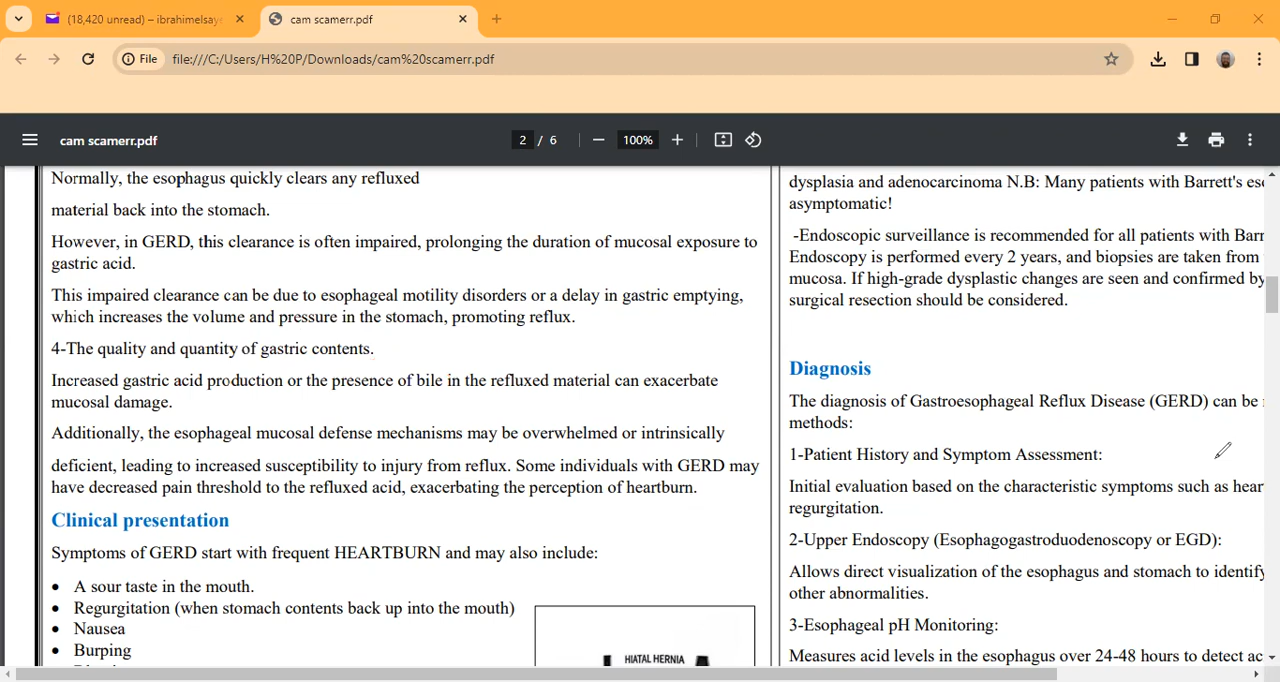 (18,420 unread) – ibrahimelsay
cam scamerr.pdf
File
file:///C:/Users/H%20P/Downloads/cam%20scamerr.pdf
cam scamerr.pdf
2 / 6
100%
Normally, the esophagus quickly clears any refluxed
material back into the stomach.
However, in GERD, this clearance is often impaired, prolonging the duration of mucosal exposure to
gastric acid.
This impaired clearance can be due to esophageal motility disorders or a delay in gastric emptying,
which increases the volume and pressure in the stomach, promoting reflux.
4-The quality and quantity of gastric contents.
Increased gastric acid production or the presence of bile in the refluxed material can exacerbate
mucosal damage.
Additionally, the esophageal mucosal defense mechanisms may be overwhelmed or intrinsically
deficient, leading to increased susceptibility to injury from reflux. Some individuals with GERD may
have decreased pain threshold to the refluxed acid, exacerbating the perception of heartburn.
Clinical presentation
Symptoms of GERD start with frequent HEARTBURN and may also include:
• A sour taste in the mouth.
• Regurgitation (when stomach contents back up into the mouth)
• Nausea
• Burping
HIATAL HERNIA
dysplasia and adenocarcinoma N.B: Many patients with Barrett's eso
asymptomatic!
-Endoscopic surveillance is recommended for all patients with Barr
Endoscopy is performed every 2 years, and biopsies are taken from
mucosa. If high-grade dysplastic changes are seen and confirmed by
surgical resection should be considered.
Diagnosis
The diagnosis of Gastroesophageal Reflux Disease (GERD) can be
methods:
1-Patient History and Symptom Assessment:
Initial evaluation based on the characteristic symptoms such as hear
regurgitation.
2-Upper Endoscopy (Esophagogastroduodenoscopy or EGD):
Allows direct visualization of the esophagus and stomach to identify
other abnormalities.
3-Esophageal pH Monitoring:
Measures acid levels in the esophagus over 24-48 hours to detect ac